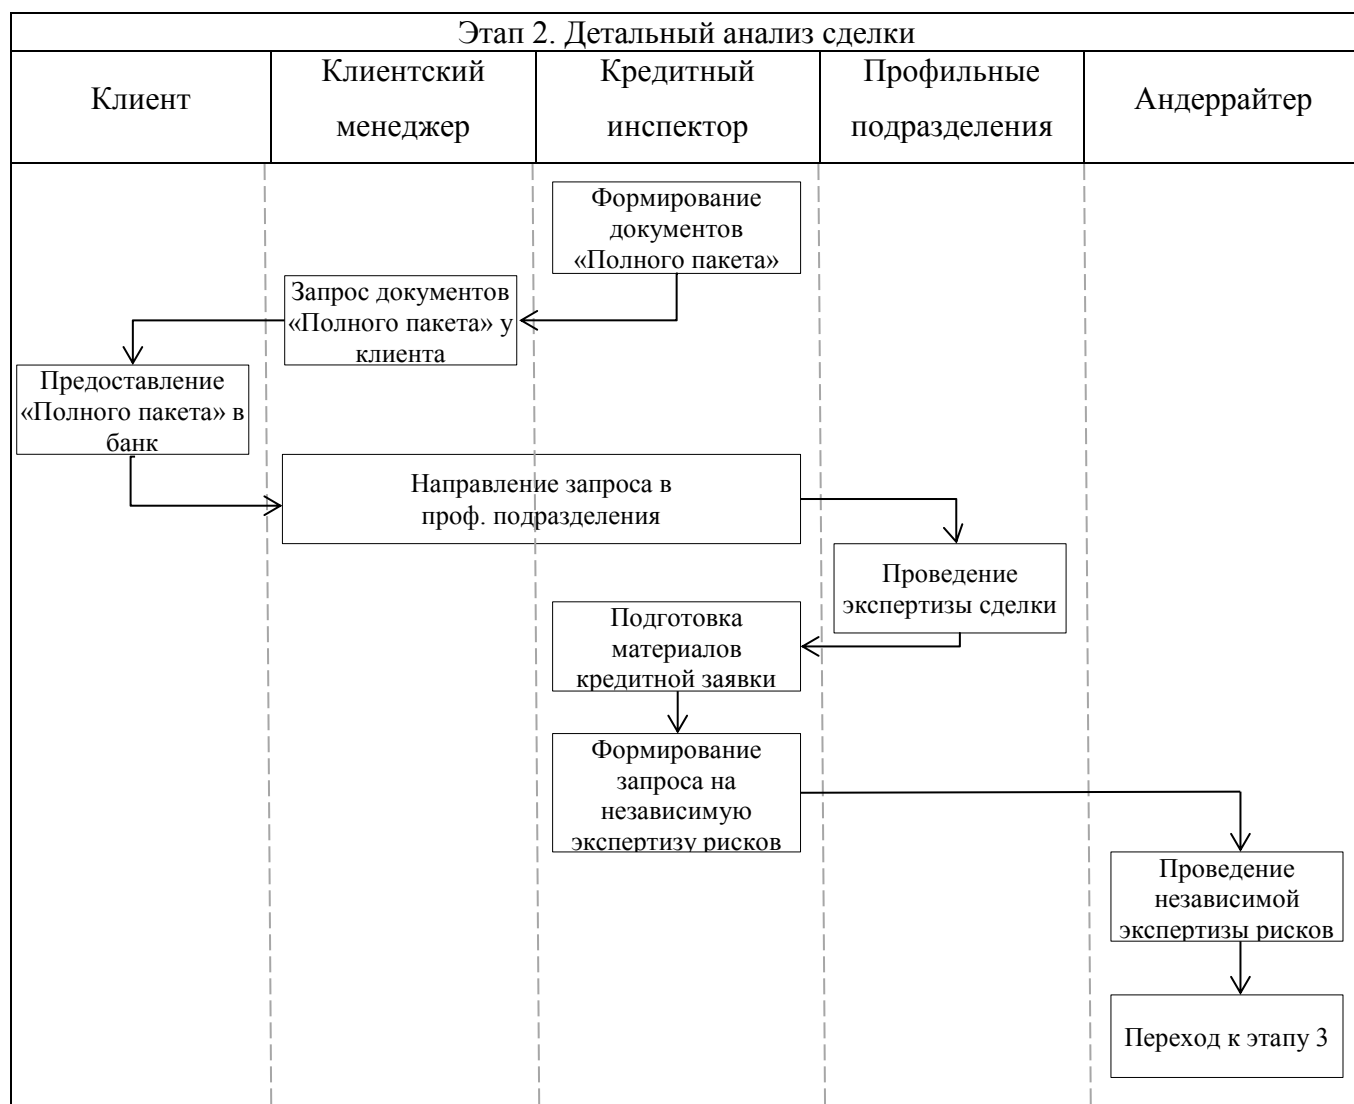 Этап 2. Детальный анализ сделки
Клиент
Клиентский
менеджер
Кредитный
инспектор
Профильные
подразделения
Андеррайтер
Формирование
документов
«Полного пакета»
Запрос документов
«Полного пакета» у
клиента
Предоставление
«Полного пакета» в
банк
Направление запроса в
проф. подразделения
Проведение
экспертизы сделки
Подготовка
материалов
кредитной заявки
Формирование
запроса на
независимую
экспертизу рисков
Проведение
независимой
экспертизы рисков
Переход к этапу 3